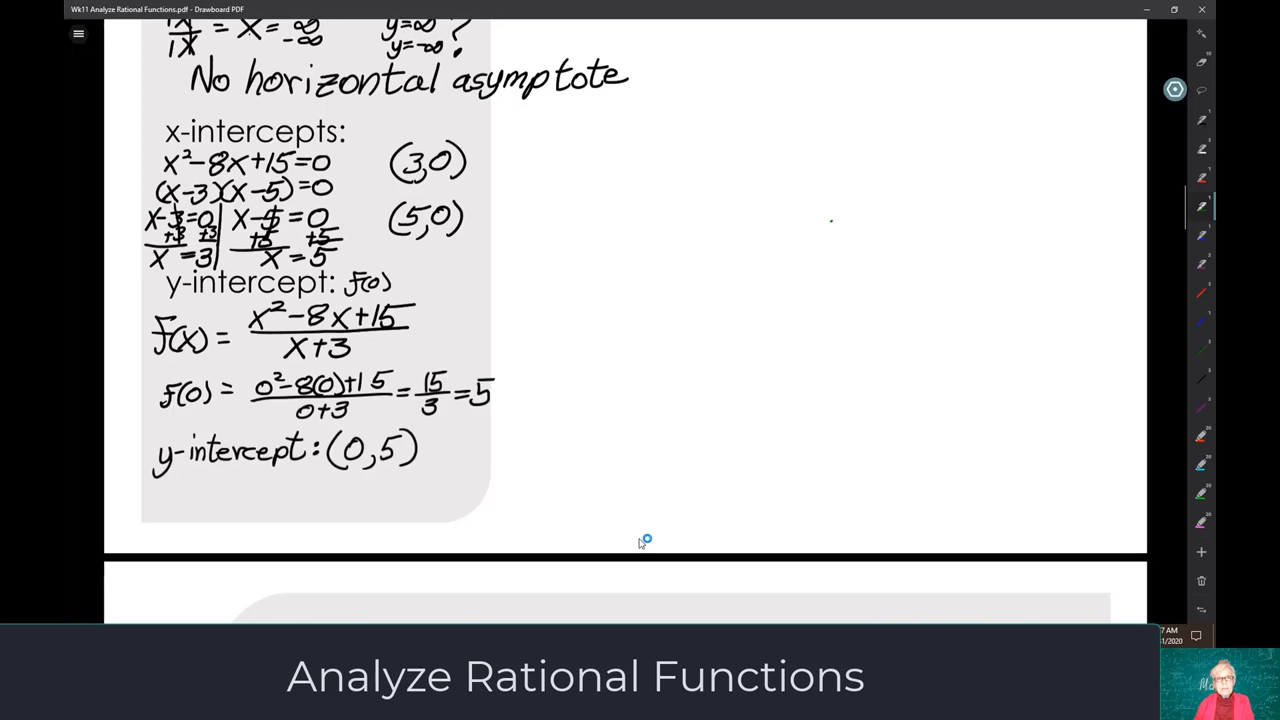 Wk11 Analyze Rational Functions.pdf - Drawboard PDF
1X/1X = X = ∞ -∞ y=∞ y=-∞ ?
No horizontal asymptote
x-intercepts:
x²-8x+15=0 (3,0)
(x-3)(x-5)=0
x-3=0 | x-5=0 (5,0)
+3 +3 | +5 +5
x =3 | x =5
y-intercept: f(0)
f(x) = (x²-8x+15)/(x+3)
f(0) = (0²-8(0)+15)/(0+3) = 15/3 = 5
y-intercept: (0,5)
Analyze Rational Functions